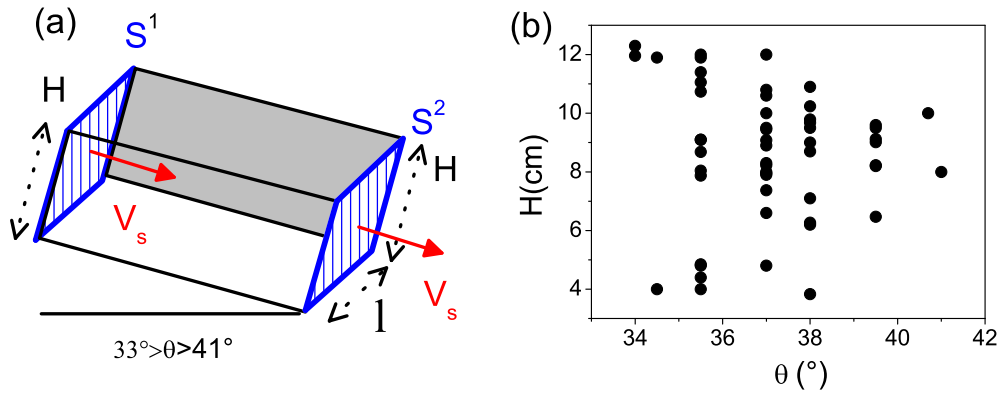 (a)
S¹
H
S²
H
Vₛ
Vₛ
l
33°>θ>41°
(b)
H(cm)
12
10
8
6
4
34 36 38 40 42
θ (°)